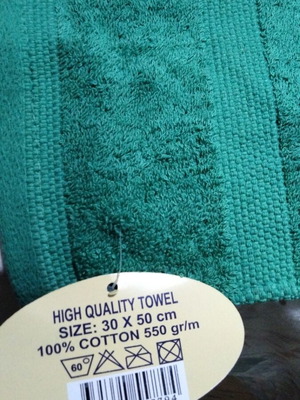 HIGH QUALITY TOWEL
SIZE: 30 X 50 cm
100% COTTON 550 gr/m
60°